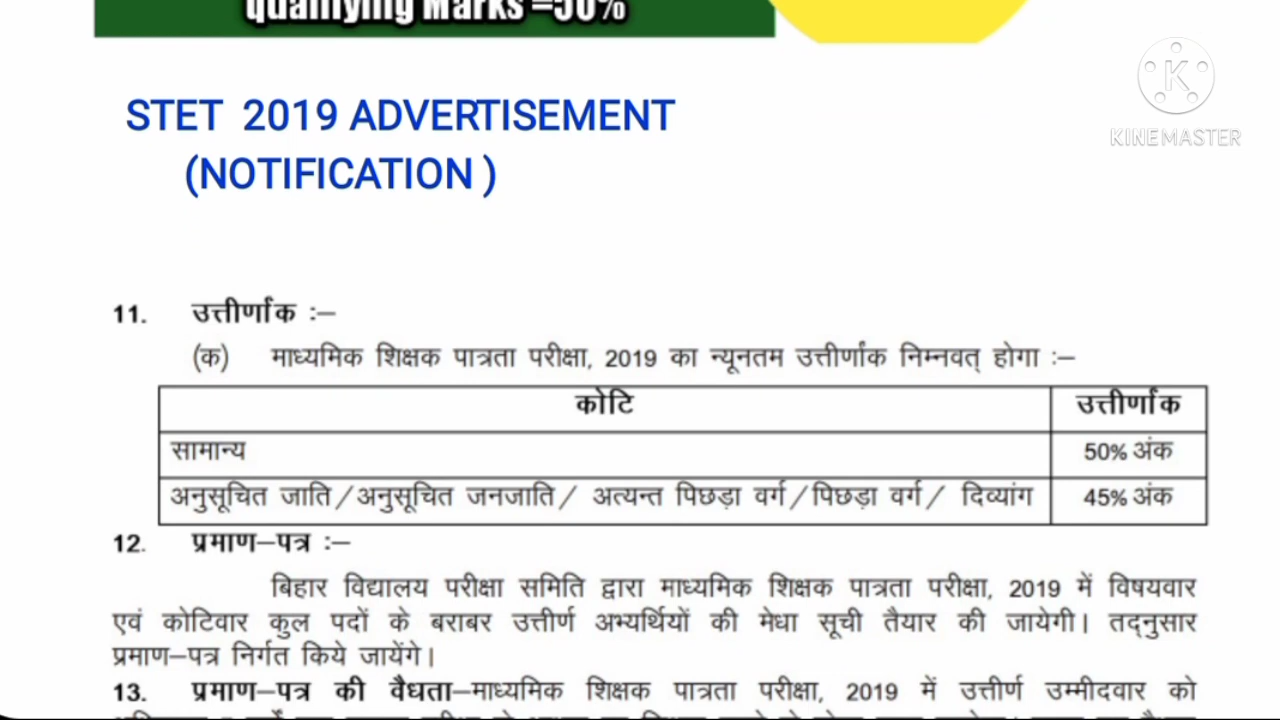 qualifying Marks =50%
STET 2019 ADVERTISEMENT
(NOTIFICATION )
K
KINEMASTER
11. उत्तीर्णांक :–
(क) माध्यमिक शिक्षक पात्रता परीक्षा, 2019 का न्यूनतम उत्तीर्णांक निम्नवत् होगा :–
कोटि उत्तीर्णांक
सामान्य 50% अंक
अनुसूचित जाति/अनुसूचित जनजाति/ अत्यन्त पिछड़ा वर्ग/पिछड़ा वर्ग/ दिव्यांग 45% अंक
12. प्रमाण–पत्र :–
बिहार विद्यालय परीक्षा समिति द्वारा माध्यमिक शिक्षक पात्रता परीक्षा, 2019 में विषयवार
एवं कोटिवार कुल पदों के बराबर उत्तीर्ण अभ्यर्थियों की मेधा सूची तैयार की जायेगी। तद्नुसार
प्रमाण–पत्र निर्गत किये जायेंगे।
13. प्रमाण–पत्र की वैधता–माध्यमिक शिक्षक पात्रता परीक्षा, 2019 में उत्तीर्ण उम्मीदवार को